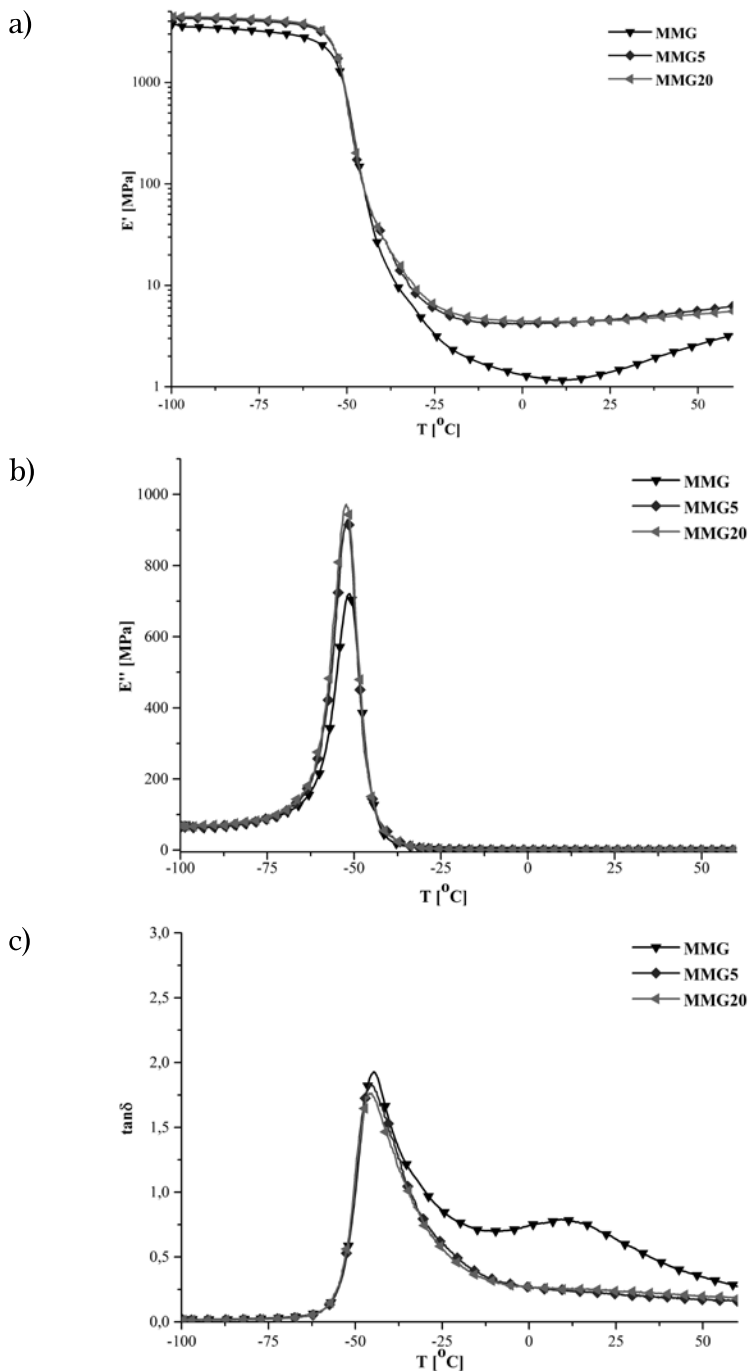 a)
MMG
MMG5
MMG20
E' [MPa]
1000
100
10
1
-100
-75
-50
-25
0
25
50
T [°C]
b)
MMG
MMG5
MMG20
E'' [MPa]
1000
800
600
400
200
0
-100
-75
-50
-25
0
25
50
T [°C]
c)
MMG
MMG5
MMG20
tanδ
3,0
2,5
2,0
1,5
1,0
0,5
0,0
-100
-75
-50
-25
0
25
50
T [°C]